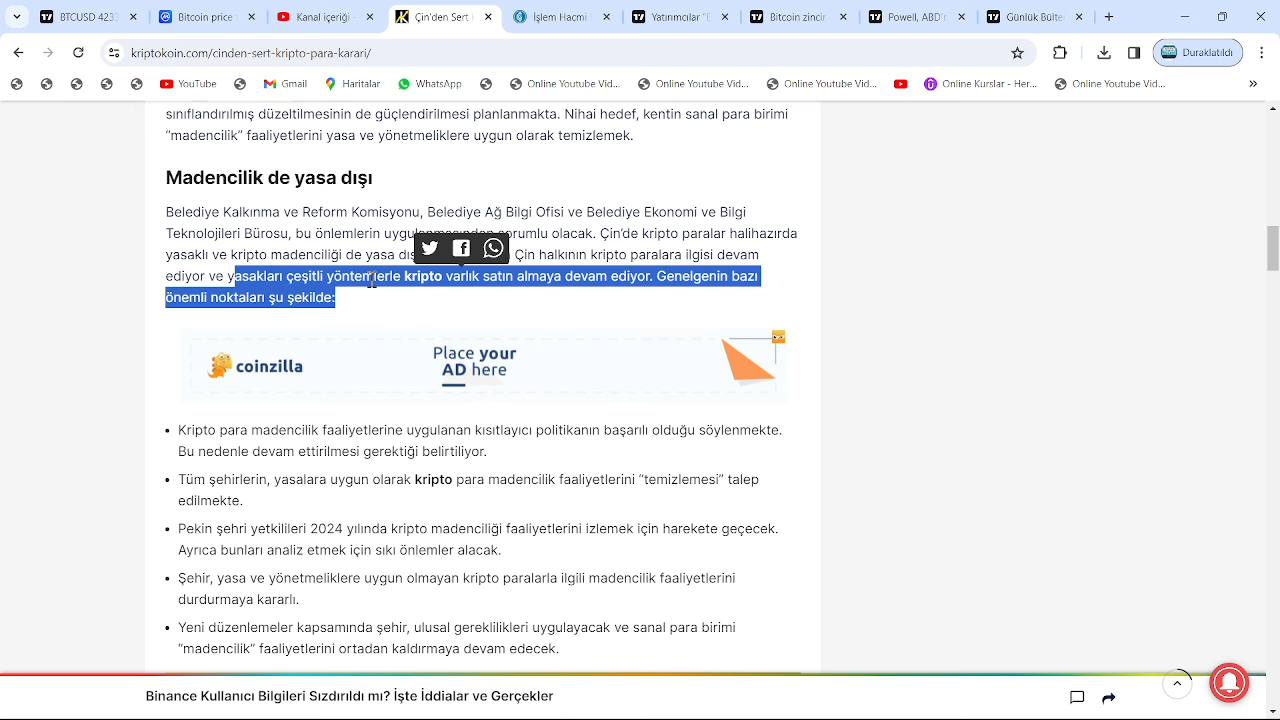 BTCUSD 4233
Bitcoin price
Kanal içeriği -
Çin'den Sert
İşlem Hacmi
Yatırımcılar "E
Bitcoin zincir
Powell, ABD'
Günlük Bülte
kriptokoin.com/cinden-sert-kripto-para-karari/
Duraklatıldı
YouTube
Gmail
Haritalar
WhatsApp
Online Youtube Vid...
Online Youtube Vid...
Online Youtube Vid...
Online Kurslar - Her...
Online Youtube Vid...
sınıflandırılmış düzeltilmesinin de güçlendirilmesi planlanmakta. Nihai hedef, kentin sanal para birimi
"madencilik" faaliyetlerini yasa ve yönetmeliklere uygun olarak temizlemek.
Madencilik de yasa dışı
Belediye Kalkınma ve Reform Komisyonu, Belediye Ağ Bilgi Ofisi ve Belediye Ekonomi ve Bilgi
Teknolojileri Bürosu, bu önlemlerin uygulanmasından sorumlu olacak. Çin'de kripto paralar halihazırda
yasaklı ve kripto madenciliği de yasa dış Çin halkının kripto paralara ilgisi devam
ediyor ve yasakları çeşitli yöntemlerle kripto varlık satın almaya devam ediyor. Genelgenin bazı
önemli noktaları şu şekilde:
coinzilla
Place your
AD here
• Kripto para madencilik faaliyetlerine uygulanan kısıtlayıcı politikanın başarılı olduğu söylenmekte.
Bu nedenle devam ettirilmesi gerektiği belirtiliyor.
• Tüm şehirlerin, yasalara uygun olarak kripto para madencilik faaliyetlerini "temizlemesi" talep
edilmekte.
• Pekin şehri yetkilileri 2024 yılında kripto madenciliği faaliyetlerini izlemek için harekete geçecek.
Ayrıca bunları analiz etmek için sıkı önlemler alacak.
• Şehir, yasa ve yönetmeliklere uygun olmayan kripto paralarla ilgili madencilik faaliyetlerini
durdurmaya kararlı.
• Yeni düzenlemeler kapsamında şehir, ulusal gereklilikleri uygulayacak ve sanal para birimi
"madencilik" faaliyetlerini ortadan kaldırmaya devam edecek.
Binance Kullanıcı Bilgileri Sızdırıldı mı? İşte İddialar ve Gerçekler